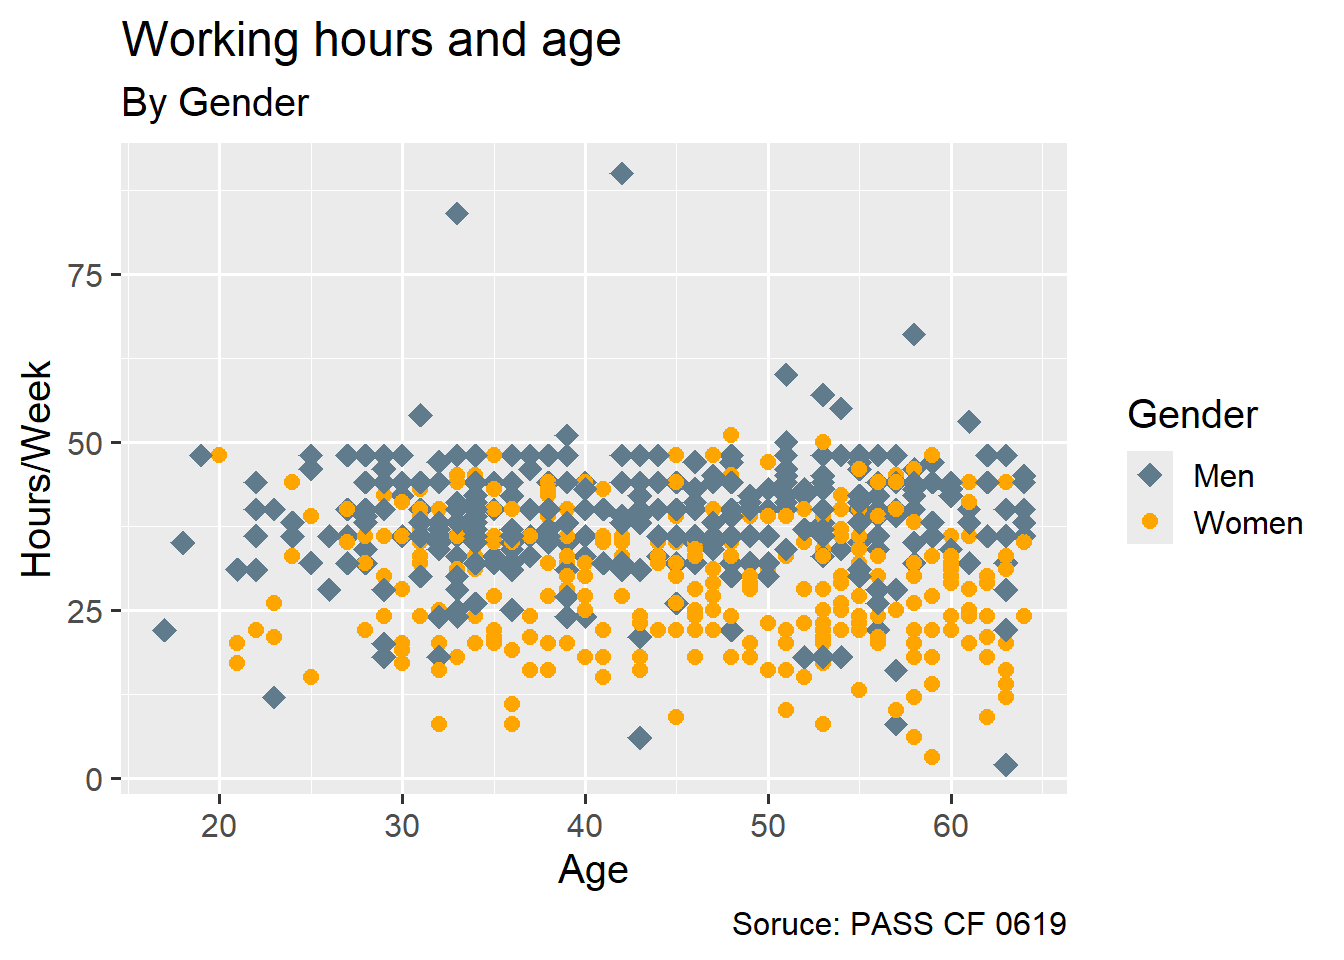 Working hours and age
By Gender
Hours/Week
75
50
25
0
20 30 40 50 60
Age
Gender
Men
Women
Soruce: PASS CF 0619